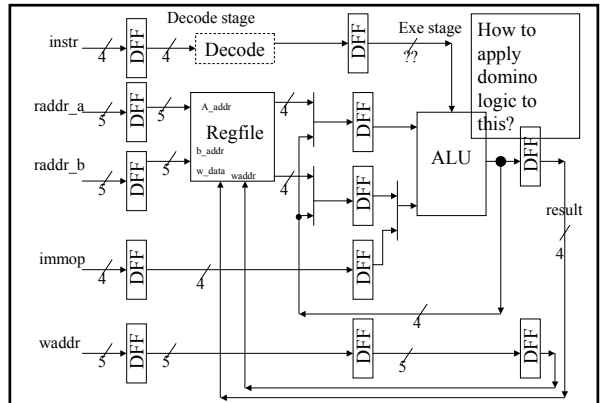 Decode stage
Exe stage
How to
apply
domino
logic to
this?
instr
4
DFF
4
Decode
DFF
??
raddr_a
5
DFF
5
A_addr
Regfile
b_addr
w_data
waddr
4
4
DFF
DFF
ALU
DFF
raddr_b
5
DFF
5
result
4
immop
4
DFF
4
DFF
4
waddr
5
DFF
5
DFF
5
DFF